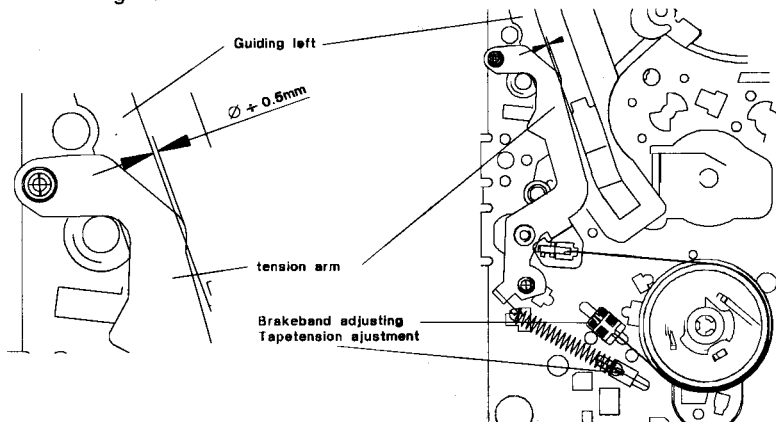 Guiding left
Ø + 0.5mm
tension arm
Brakeband adjusting
Tapetension ajustment